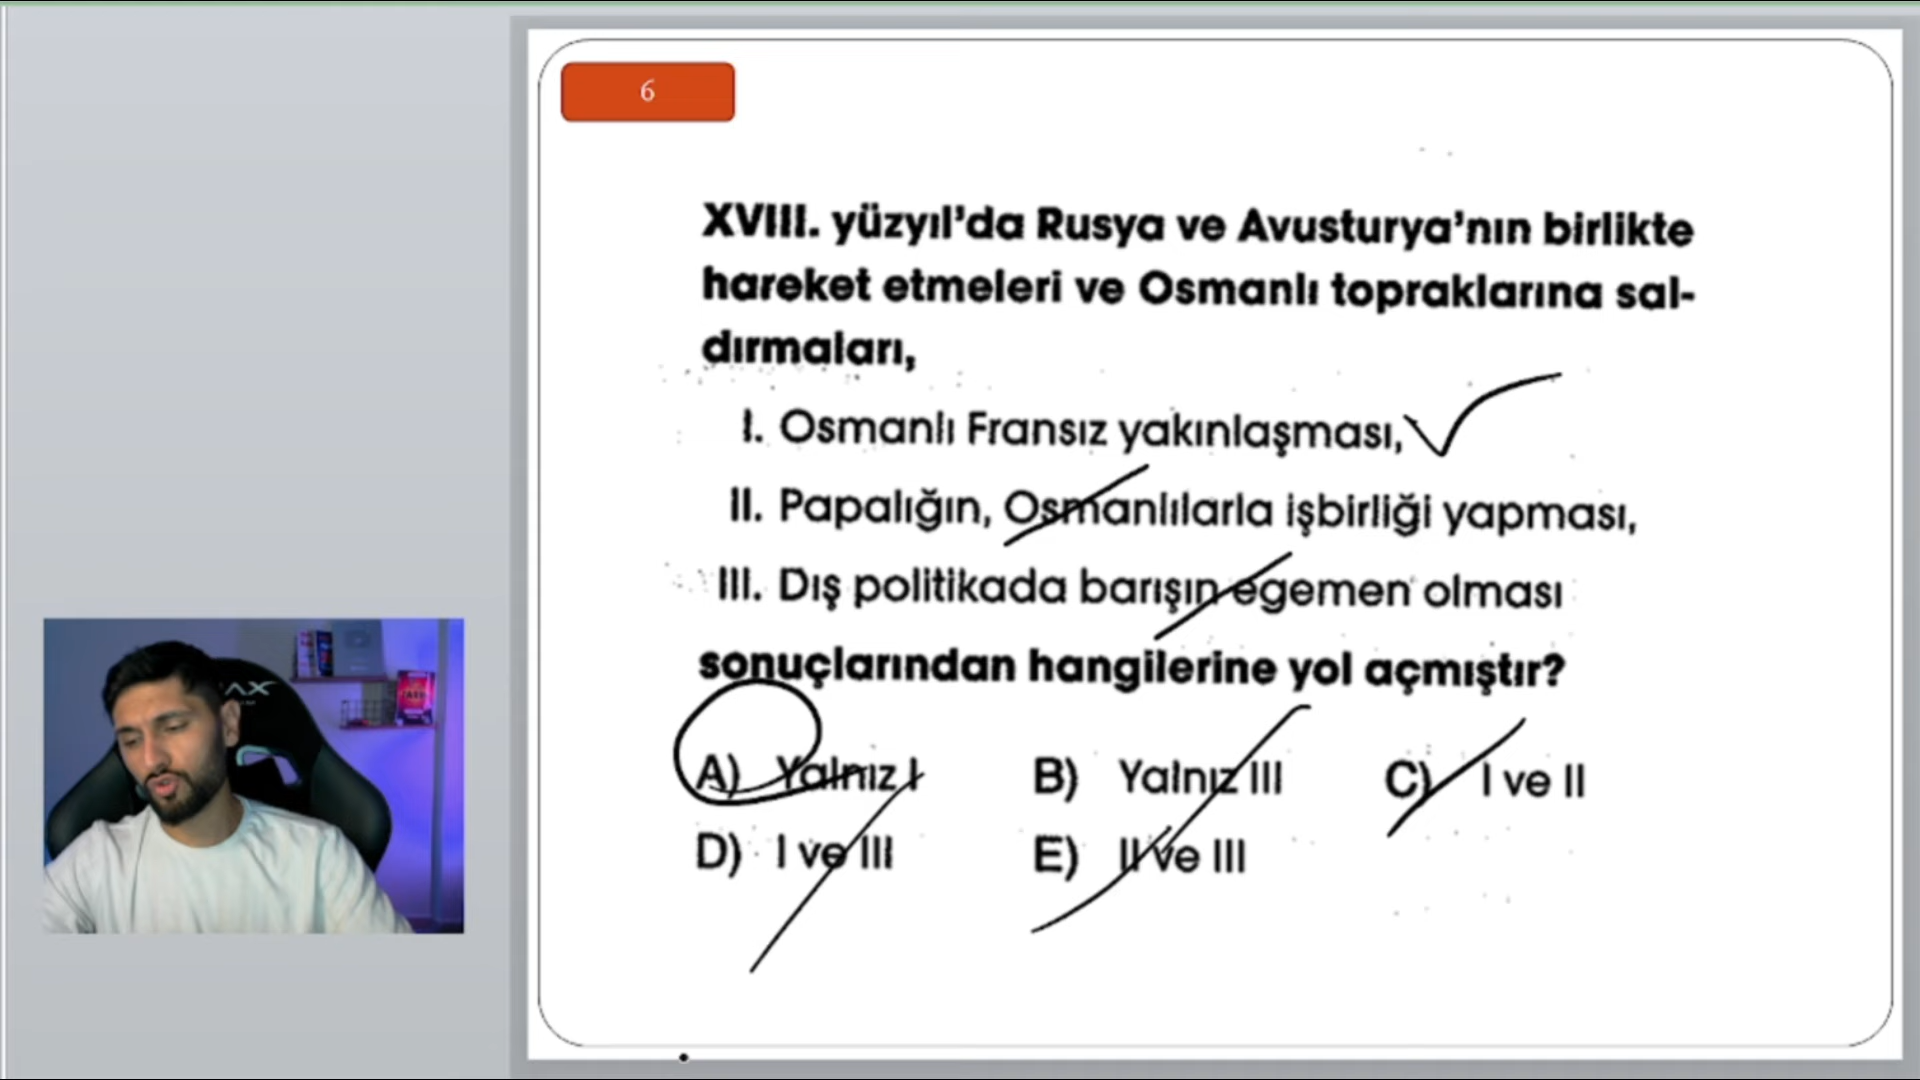 6
XVIII. yüzyıl'da Rusya ve Avusturya'nın birlikte
hareket etmeleri ve Osmanlı topraklarına sal-
dırmaları,
I. Osmanlı Fransız yakınlaşması,
II. Papalığın, Osmanlılarla işbirliği yapması,
III. Dış politikada barışın egemen olması
sonuçlarından hangilerine yol açmıştır?
A) Yalnız I B) Yalnız III C) I ve II
D) I ve III E) II ve III